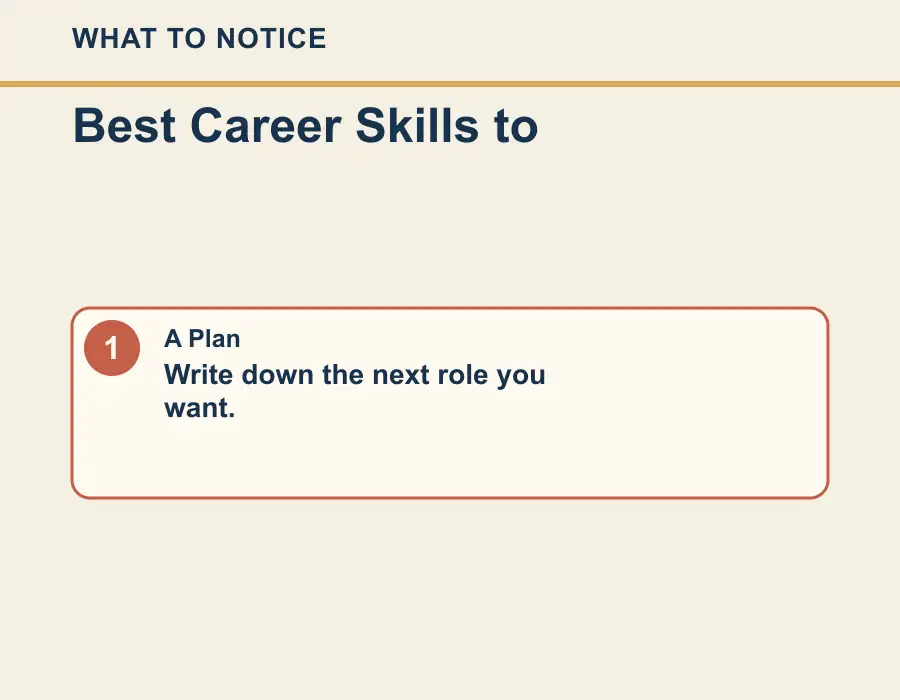 WHAT TO NOTICE
Best Career Skills to
1
A Plan
Write down the next role you
want.